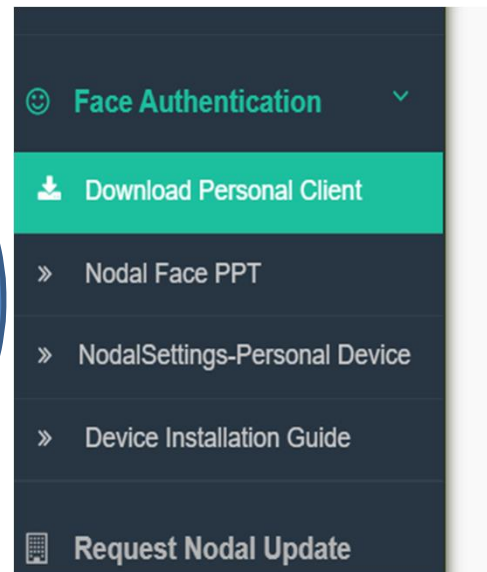 Face Authentication
Download Personal Client
Nodal Face PPT
NodalSettings-Personal Device
Device Installation Guide
Request Nodal Update